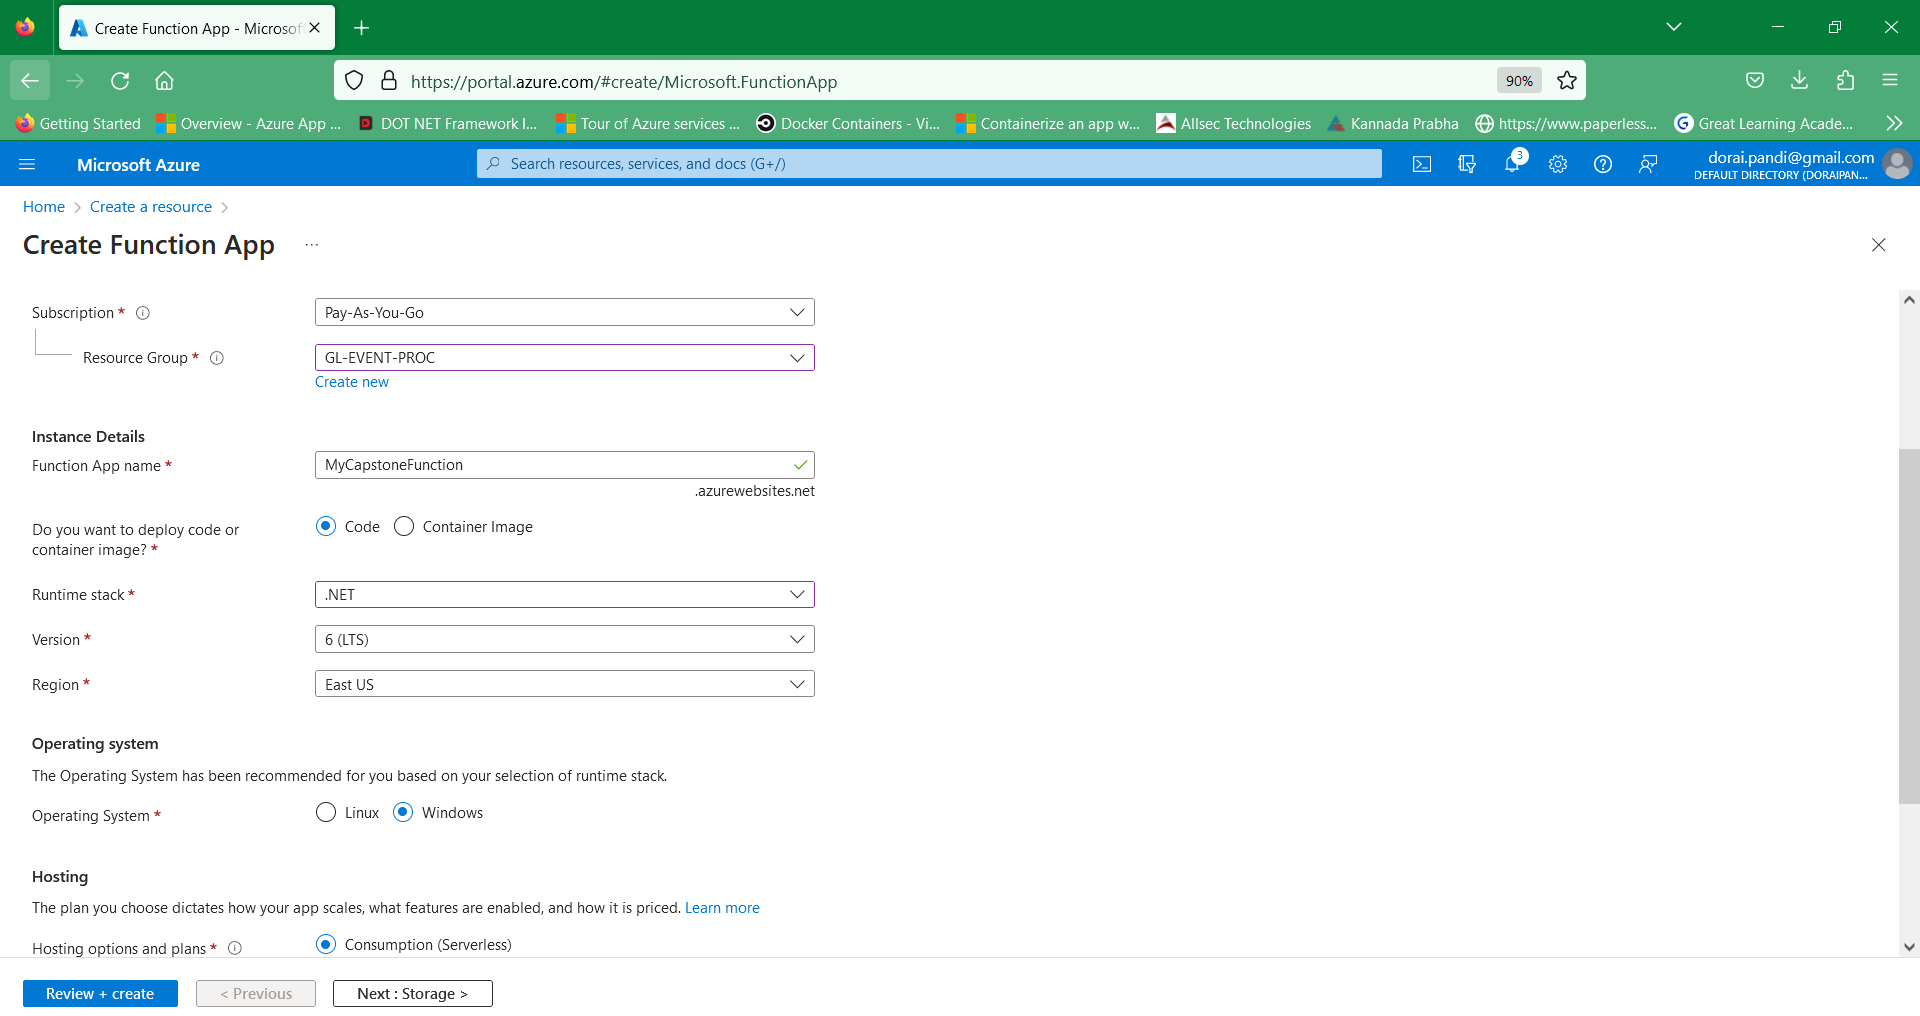 Create Function App - Microsof
https://portal.azure.com/#create/Microsoft.FunctionApp
90%
Getting Started
Overview - Azure App ...
DOT NET Framework I...
Tour of Azure services ...
Docker Containers - Vi...
Containerize an app w...
Allsec Technologies
Kannada Prabha
https://www.paperless...
Great Learning Acade...
Microsoft Azure
Search resources, services, and docs (G+/)
3
dorai.pandi@gmail.com
DEFAULT DIRECTORY (DORAIPAN...
Home > Create a resource >
Create Function App ...
Subscription *
Pay-As-You-Go
Resource Group *
GL-EVENT-PROC
Create new
Instance Details
Function App name *
MyCapstoneFunction
.azurewebsites.net
Do you want to deploy code or
container image? *
Code
Container Image
Runtime stack *
.NET
Version *
6 (LTS)
Region *
East US
Operating system
The Operating System has been recommended for you based on your selection of runtime stack.
Operating System *
Linux
Windows
Hosting
The plan you choose dictates how your app scales, what features are enabled, and how it is priced. Learn more
Hosting options and plans *
Consumption (Serverless)
Review + create
< Previous
Next : Storage >